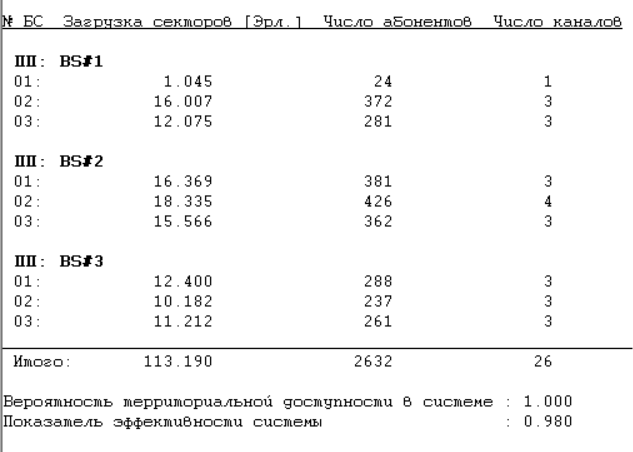 № БС Загрузка секторов [Эрл.] Число абонентов Число каналов
ПП: BS#1
01: 1.045 24 1
02: 16.007 372 3
03: 12.075 281 3
ПП: BS#2
01: 16.369 381 3
02: 18.335 426 4
03: 15.566 362 3
ПП: BS#3
01: 12.400 288 3
02: 10.182 237 3
03: 11.212 261 3
Итого: 113.190 2632 26
Вероятность территориальной доступности в системе : 1.000
Показатель эффективности системы : 0.980